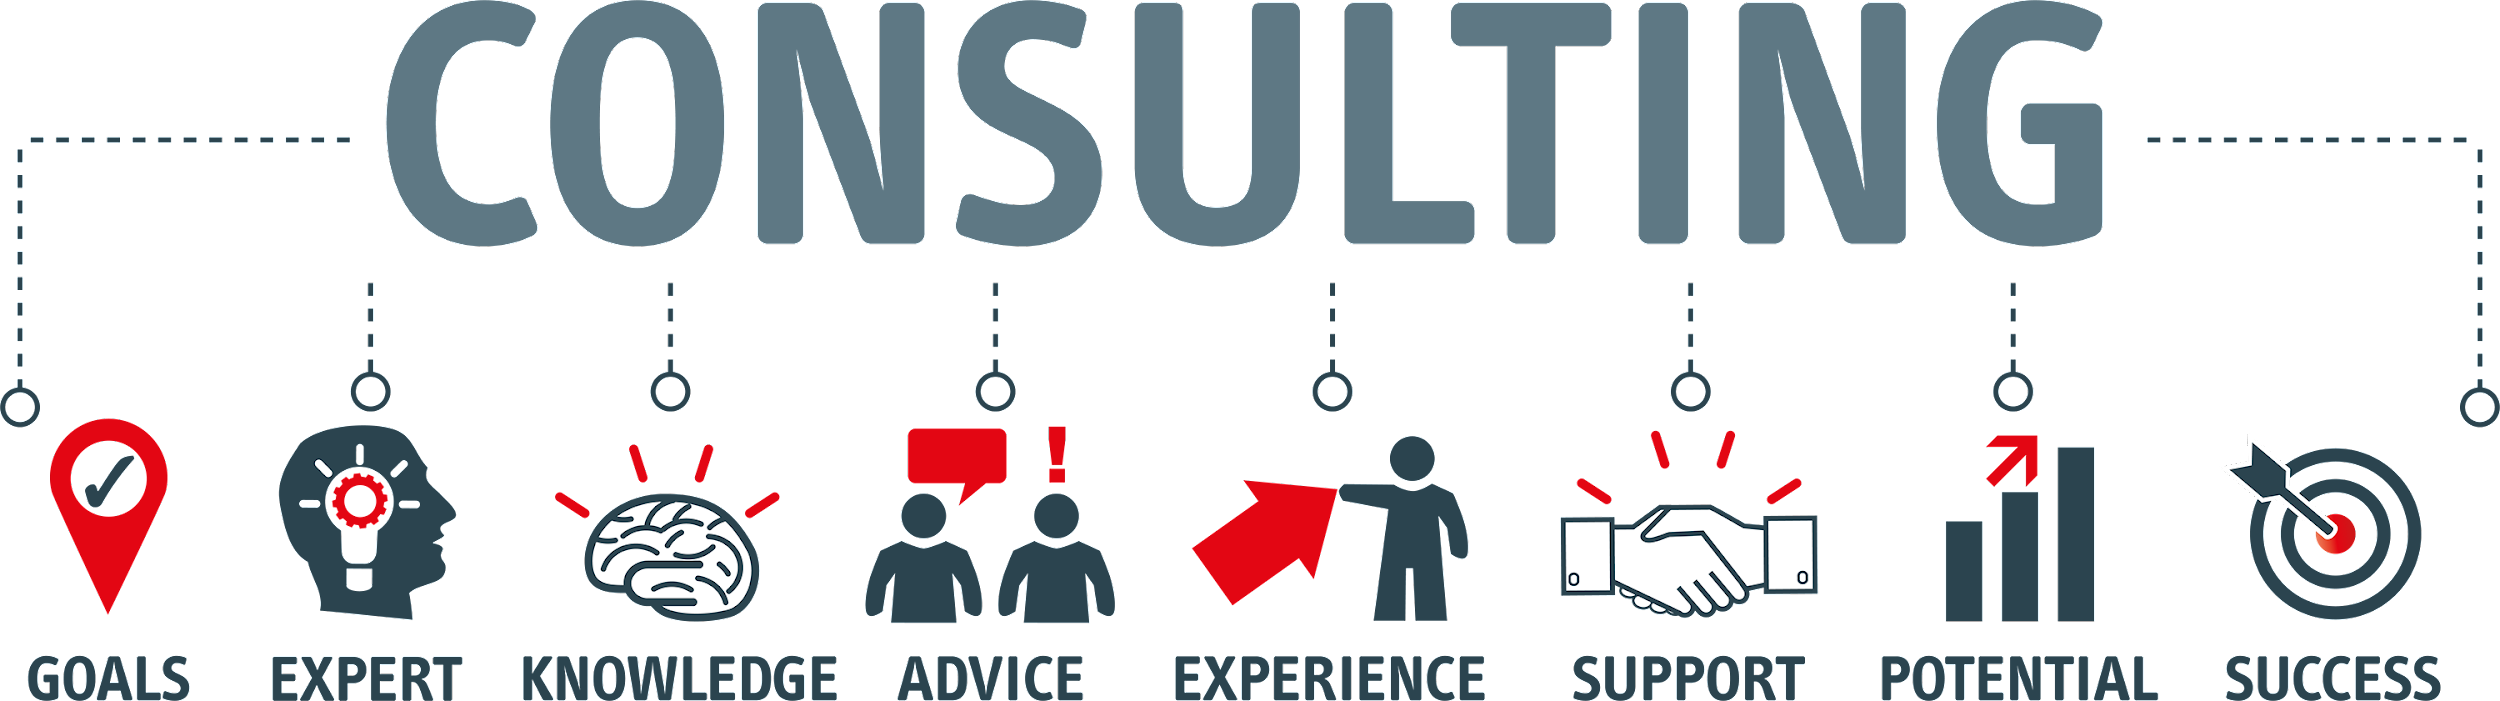 CONSULTING
GOALS EXPERT KNOWLEDGE ADVICE EXPERIENCE SUPPORT POTENTIAL SUCCESS